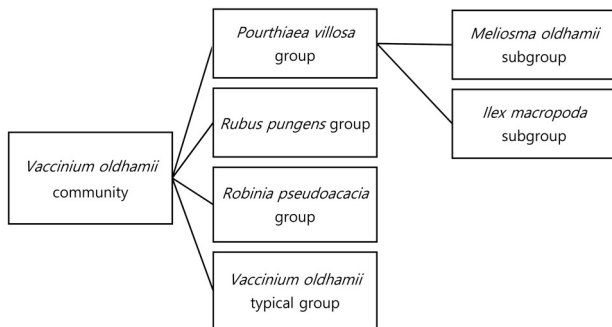 Pourthiaea villosa
group
Meliosma oldhamii
subgroup
Rubus pungens group
Ilex macropoda
subgroup
Vaccinium oldhamii
community
Robinia pseudoacacia
group
Vaccinium oldhamii
typical group